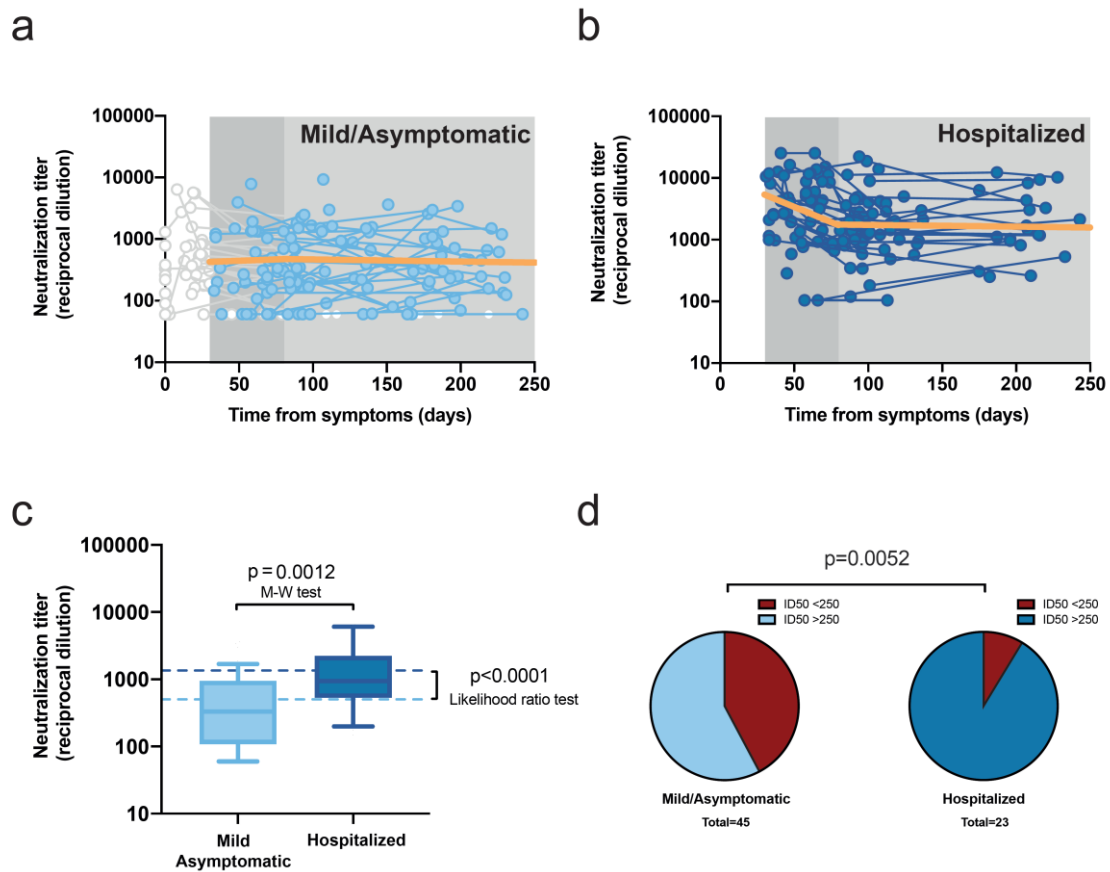 a
Mild/Asymptomatic
100000
10000
1000
100
10
0
50
100
150
200
250
Neutralization titer
(reciprocal dilution)
Time from symptoms (days)
b
Hospitalized
100000
10000
1000
100
10
0
50
100
150
200
250
Neutralization titer
(reciprocal dilution)
Time from symptoms (days)
c
100000
10000
1000
100
10
Neutralization titer
(reciprocal dilution)
p = 0.0012
M-W test
p<0.0001
Likelihood ratio test
Mild
Asymptomatic
Hospitalized
d
p=0.0052
ID50 <250
ID50 >250
Mild/Asymptomatic
Total=45
ID50 <250
ID50 >250
Hospitalized
Total=23